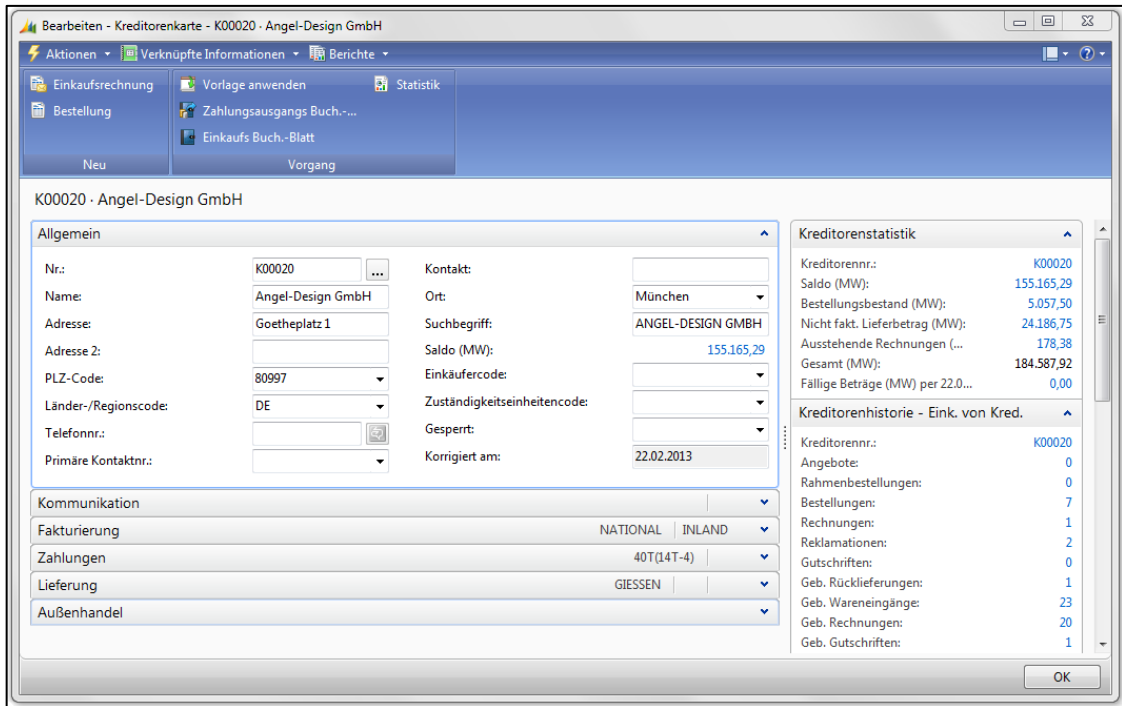 Bearbeiten - Kreditorenkarte - K00020 · Angel-Design GmbH
Aktionen Verknüpfte Informationen Berichte
Einkaufsrechnung
Bestellung
Neu
Vorlage anwenden
Zahlungsausgangs Buch.-...
Einkaufs Buch.-Blatt
Statistik
Vorgang
K00020 · Angel-Design GmbH
Allgemein
Nr.: K00020 ...
Name: Angel-Design GmbH
Adresse: Goetheplatz 1
Adresse 2:
PLZ-Code: 80997
Länder-/Regionscode: DE
Telefonnr.:
Primäre Kontaktnr.:
Kontakt:
Ort: München
Suchbegriff: ANGEL-DESIGN GMBH
Saldo (MW): 155.165,29
Einkäufercode:
Zuständigkeitseinheitencode:
Gesperrt:
Korrigiert am: 22.02.2013
Kommunikation
Fakturierung NATIONAL INLAND
Zahlungen 40T(14T-4)
Lieferung GIESSEN
Außenhandel
Kreditorenstatistik
Kreditorennr.: K00020
Saldo (MW): 155.165,29
Bestellungsbestand (MW): 5.057,50
Nicht fakt. Lieferbetrag (MW): 24.186,75
Ausstehende Rechnungen (... 178,38
Gesamt (MW): 184.587,92
Fällige Beträge (MW) per 22.0... 0,00
Kreditorenhistorie - Eink. von Kred.
Kreditorennr.: K00020
Angebote: 0
Rahmenbestellungen: 0
Bestellungen: 7
Rechnungen: 1
Reklamationen: 2
Gutschriften: 0
Geb. Rücklieferungen: 1
Geb. Wareneingänge: 23
Geb. Rechnungen: 20
Geb. Gutschriften: 1
OK